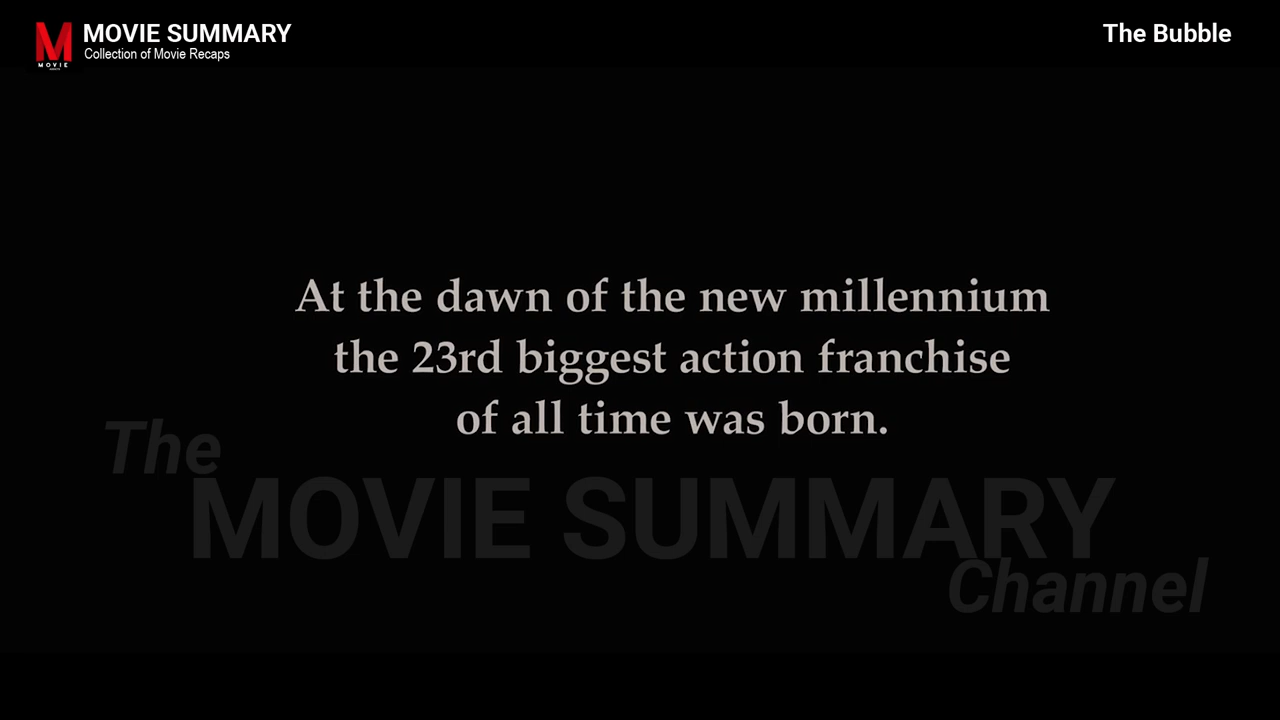 MOVIE SUMMARY
Collection of Movie Recaps
MOVIE
The Bubble
At the dawn of the new millennium
the 23rd biggest action franchise
of all time was born.
The
MOVIE SUMMARY
Channel